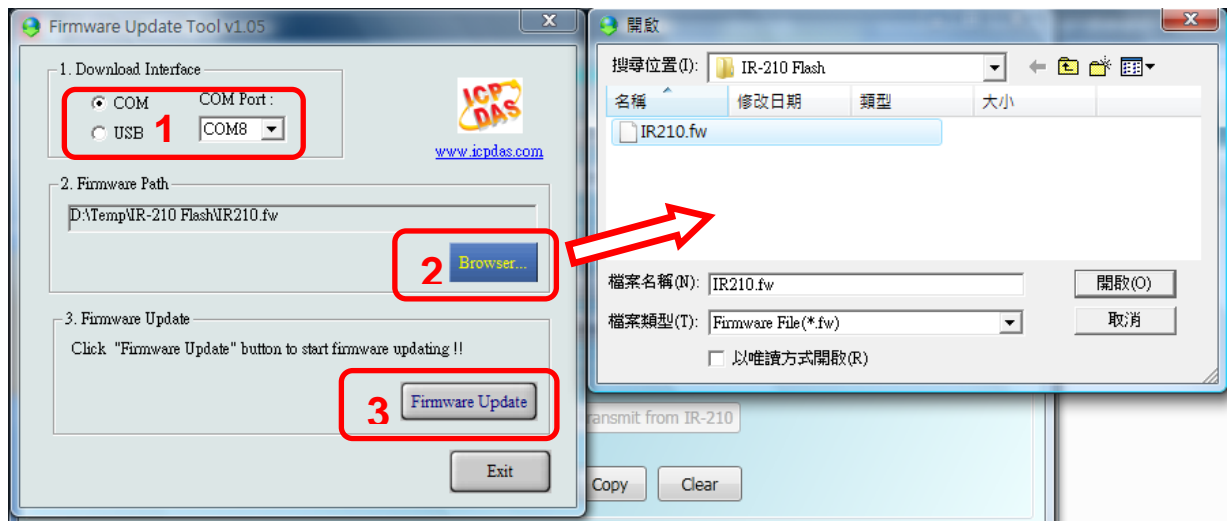 Firmware Update Tool v1.05
X
1. Download Interface
COM
COM Port :
USB
1
COM8
ICP
DAS
www.icpdas.com
2. Firmware Path
D:\Temp\IR-210 Flash\IR210.fw
2
Browser...
3. Firmware Update
Click "Firmware Update" button to start firmware updating !!
3
Firmware Update
Exit
開啟
X
搜尋位置(I):
IR-210 Flash
名稱
修改日期
類型
大小
IR210.fw
檔案名稱(N):
IR210.fw
開啟(O)
檔案類型(T):
Firmware File(*.fw)
取消
以唯讀方式開啟(R)
ransmit from IR-210
Copy
Clear